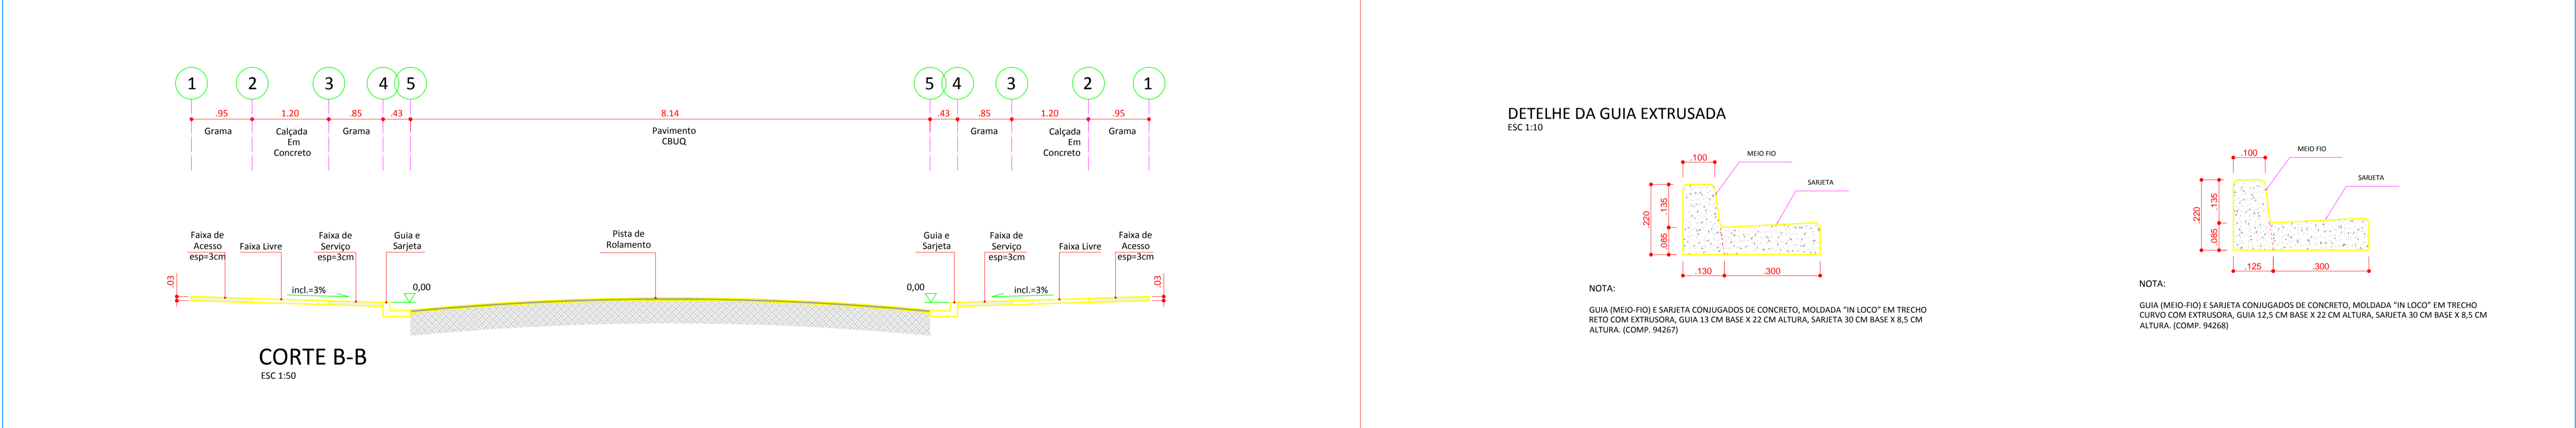 1 2 3 4 5 5 4 3 2 1
.95 1.20 .85 .43 8.14 .43 .85 1.20 .95
Grama
Calçada
Em
Concreto
Grama
Pavimento
CBUQ
Grama
Calçada
Em
Concreto
Grama
Faixa de
Acesso
esp=3cm
Faixa Livre
Faixa de
Serviço
esp=3cm
Guia e
Sarjeta
Pista de
Rolamento
Guia e
Sarjeta
Faixa de
Serviço
esp=3cm
Faixa Livre
Faixa de
Acesso
esp=3cm
.03
incl.=3%
0,00
0,00
incl.=3%
.03
CORTE B-B
ESC 1:50
DETELHE DA GUIA EXTRUSADA
ESC 1:10
.100
MEIO FIO
SARJETA
.220
.135
.085
.130
.300
NOTA:
GUIA (MEIO-FIO) E SARJETA CONJUGADOS DE CONCRETO, MOLDADA “IN LOCO” EM TRECHO
RETO COM EXTRUSORA, GUIA 13 CM BASE X 22 CM ALTURA, SARJETA 30 CM BASE X 8,5 CM
ALTURA. (COMP. 94267)
.100
MEIO FIO
SARJETA
.220
.135
.085
.125
.300
NOTA:
GUIA (MEIO-FIO) E SARJETA CONJUGADOS DE CONCRETO, MOLDADA “IN LOCO” EM TRECHO
CURVO COM EXTRUSORA, GUIA 12,5 CM BASE X 22 CM ALTURA, SARJETA 30 CM BASE X 8,5 CM
ALTURA. (COMP. 94268)